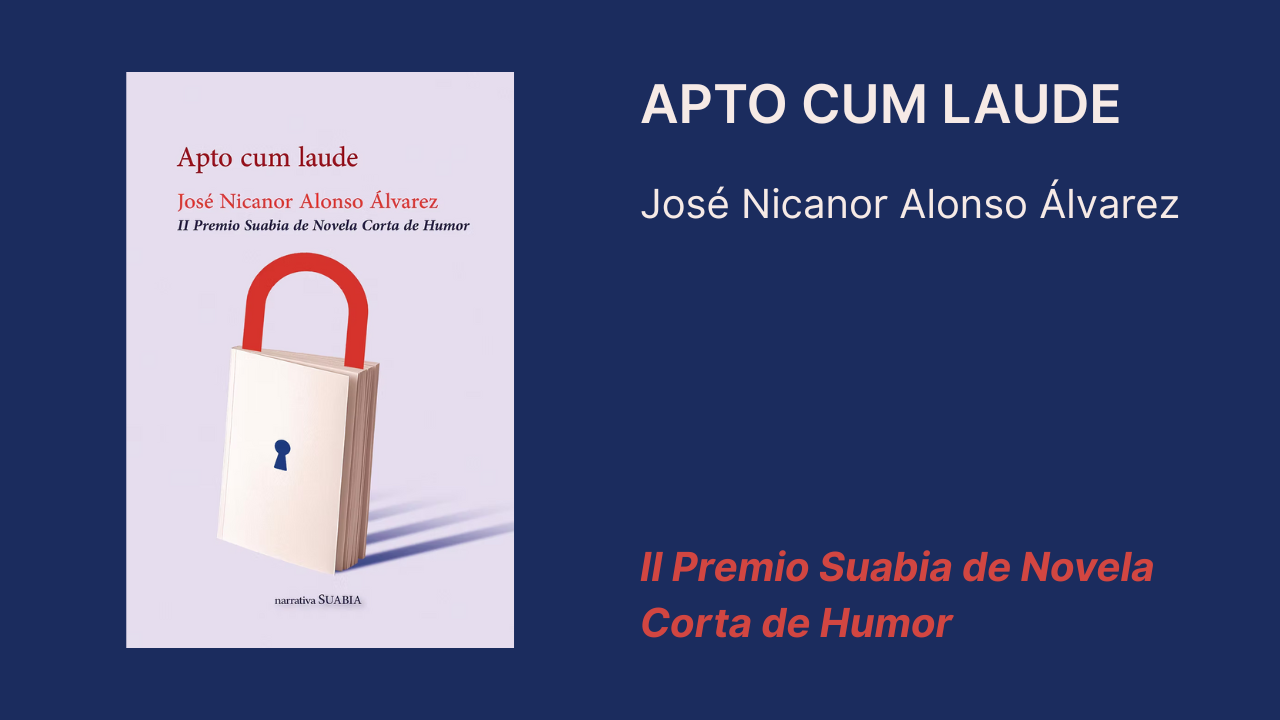 Apto cum laude
José Nicanor Alonso Álvarez
II Premio Suabia de Novela Corta de Humor
narrativa SUABIA
APTO CUM LAUDE
José Nicanor Alonso Álvarez
II Premio Suabia de Novela
Corta de Humor